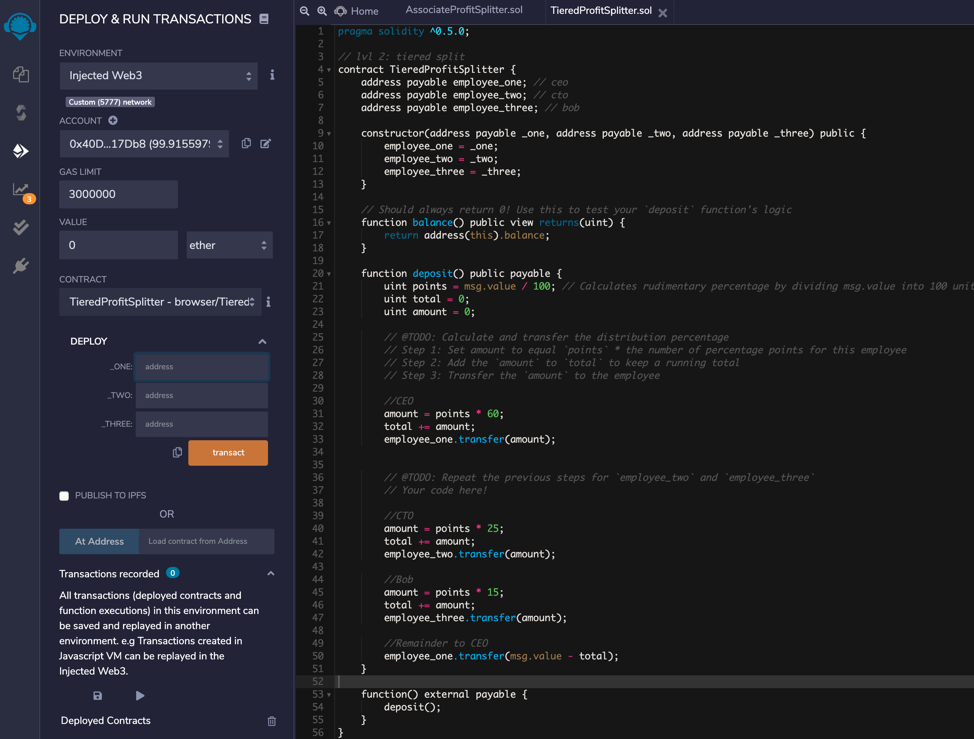 DEPLOY & RUN TRANSACTIONS
ENVIRONMENT
Injected Web3
Custom (5777) network
ACCOUNT
0x40D...17Db8 (99.915597
GAS LIMIT
3000000
VALUE
0
ether
CONTRACT
TieredProfitSplitter - browser/Tiered
DEPLOY
_ONE:
address
_TWO:
address
_THREE:
address
transact
PUBLISH TO IPFS
OR
At Address
Load contract from Address
Transactions recorded 0
All transactions (deployed contracts and
function executions) in this environment can
be saved and replayed in another
environment. e.g Transactions created in
Javascript VM can be replayed in the
Injected Web3.
Deployed Contracts
3
Home
AssociateProfitSplitter.sol
TieredProfitSplitter.sol
1 pragma solidity ^0.5.0;
2
3 // lvl 2: tiered split
4 contract TieredProfitSplitter {
5 address payable employee_one; // ceo
6 address payable employee_two; // cto
7 address payable employee_three; // bob
8
9 constructor(address payable _one, address payable _two, address payable _three) public {
10 employee_one = _one;
11 employee_two = _two;
12 employee_three = _three;
13 }
14
15 // Should always return 0! Use this to test your `deposit` function's logic
16 function balance() public view returns(uint) {
17 return address(this).balance;
18 }
19
20 function deposit() public payable {
21 uint points = msg.value / 100; // Calculates rudimentary percentage by dividing msg.value into 100 unit
22 uint total = 0;
23 uint amount = 0;
24
25 // @TODO: Calculate and transfer the distribution percentage
26 // Step 1: Set amount to equal `points` * the number of percentage points for this employee
27 // Step 2: Add the `amount` to `total` to keep a running total
28 // Step 3: Transfer the `amount` to the employee
29
30 //CEO
31 amount = points * 60;
32 total += amount;
33 employee_one.transfer(amount);
34
35
36 // @TODO: Repeat the previous steps for `employee_two` and `employee_three`
37 // Your code here!
38
39 //CTO
40 amount = points * 25;
41 total += amount;
42 employee_two.transfer(amount);
43
44 //Bob
45 amount = points * 15;
46 total += amount;
47 employee_three.transfer(amount);
48
49 //Remainder to CEO
50 employee_one.transfer(msg.value - total);
51 }
52
53 function() external payable {
54 deposit();
55 }
56 }